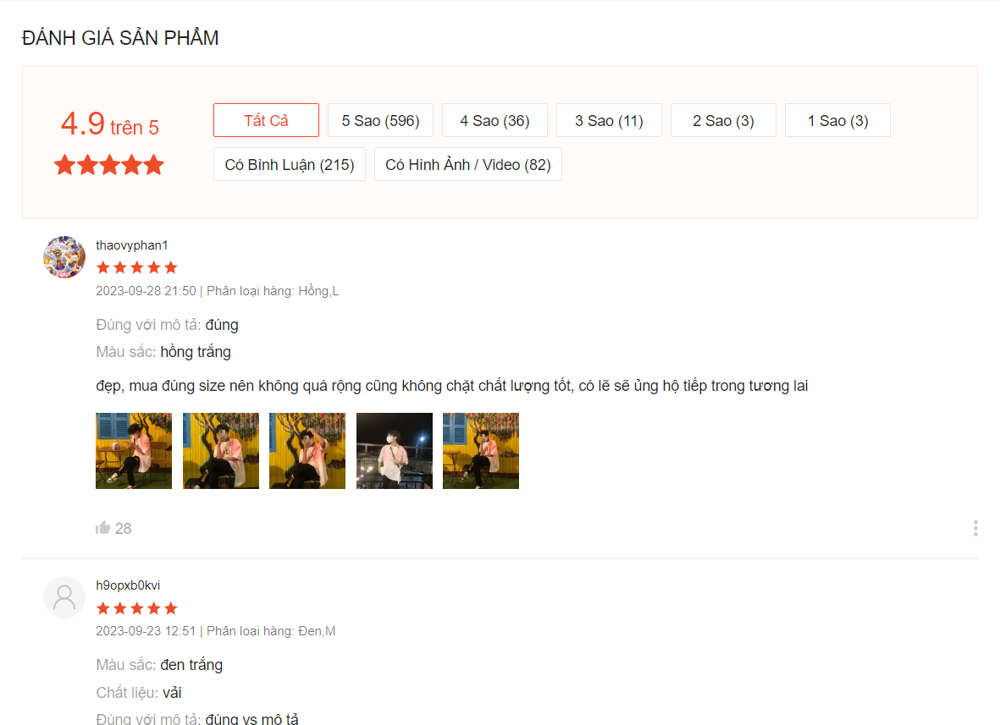 ĐÁNH GIÁ SẢN PHẨM
4.9 trên 5
Tất Cả
5 Sao (596)
4 Sao (36)
3 Sao (11)
2 Sao (3)
1 Sao (3)
Có Bình Luận (215)
Có Hình Ảnh / Video (82)
thaovyphan1
2023-09-28 21:50 | Phân loại hàng: Hồng,L
Đúng với mô tả: đúng
Màu sắc: hồng trắng
đẹp, mua đúng size nên không quá rộng cũng không chặt chất lượng tốt, có lẽ sẽ ủng hộ tiếp trong tương lai
28
h9opxb0kvi
2023-09-23 12:51 | Phân loại hàng: Đen,M
Màu sắc: đen trắng
Chất liệu: vải
Đúng với mô tả: đúng vs mô tả